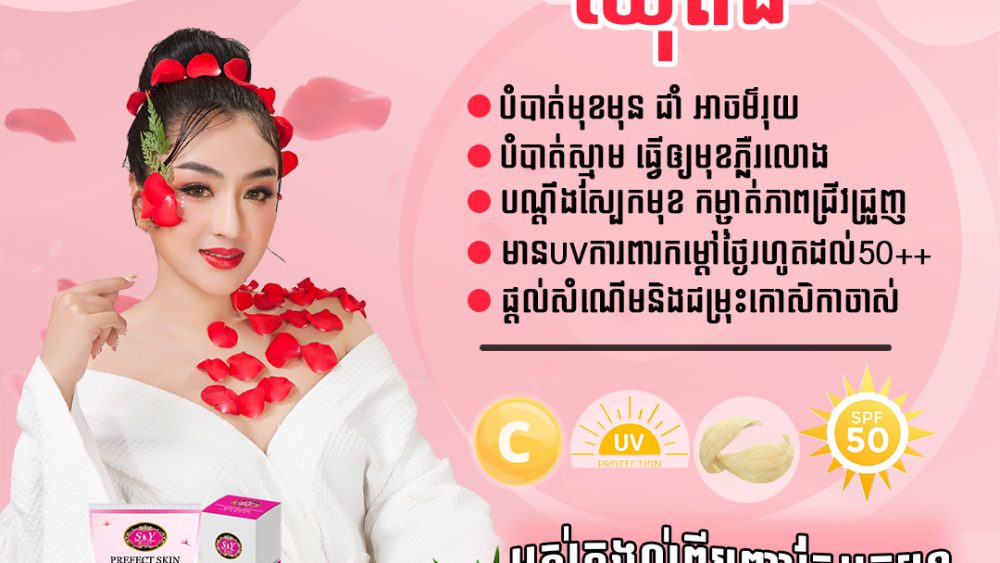 បំបាត់មុខមុន ជាំ អាចម៏រុយ
បំបាត់ស្នាម ធ្វើឲ្យមុខភ្លឺរលោង
បណ្តឹងស្បែកមុខ កម្ចាត់ភាពជ្រីវជ្រួញ
មានUVការពារកម្តៅថ្ងៃរហូតដល់50++
ផ្តល់សំណើមនិងជម្រុះកោសិកាចាស់
C
UV
PROTECTION
SPF
50
S&Y
PREFECT SKIN
S&Y